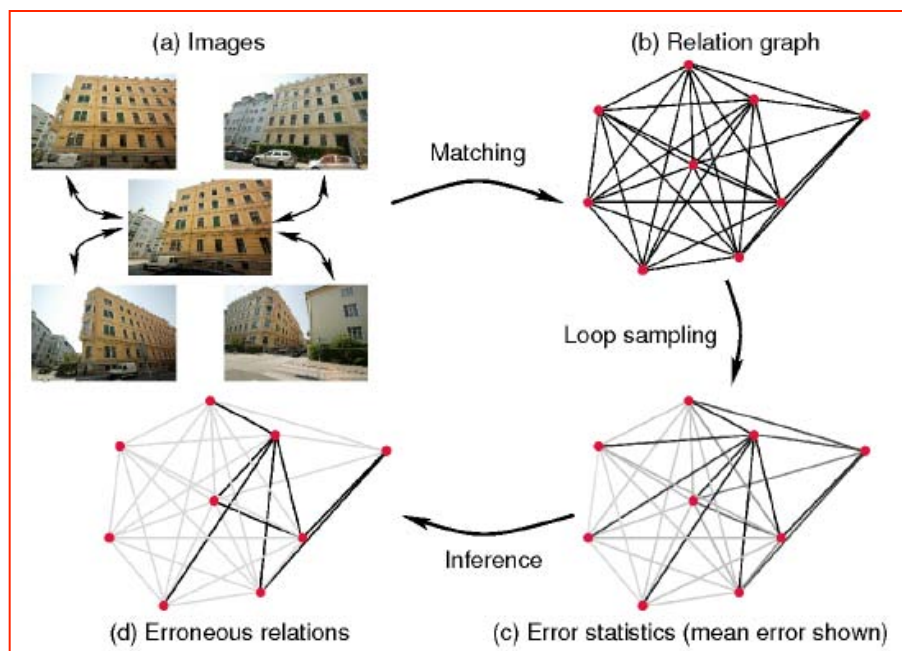 (a) Images
(b) Relation graph
Matching
Loop sampling
Inference
(d) Erroneous relations
(c) Error statistics (mean error shown)